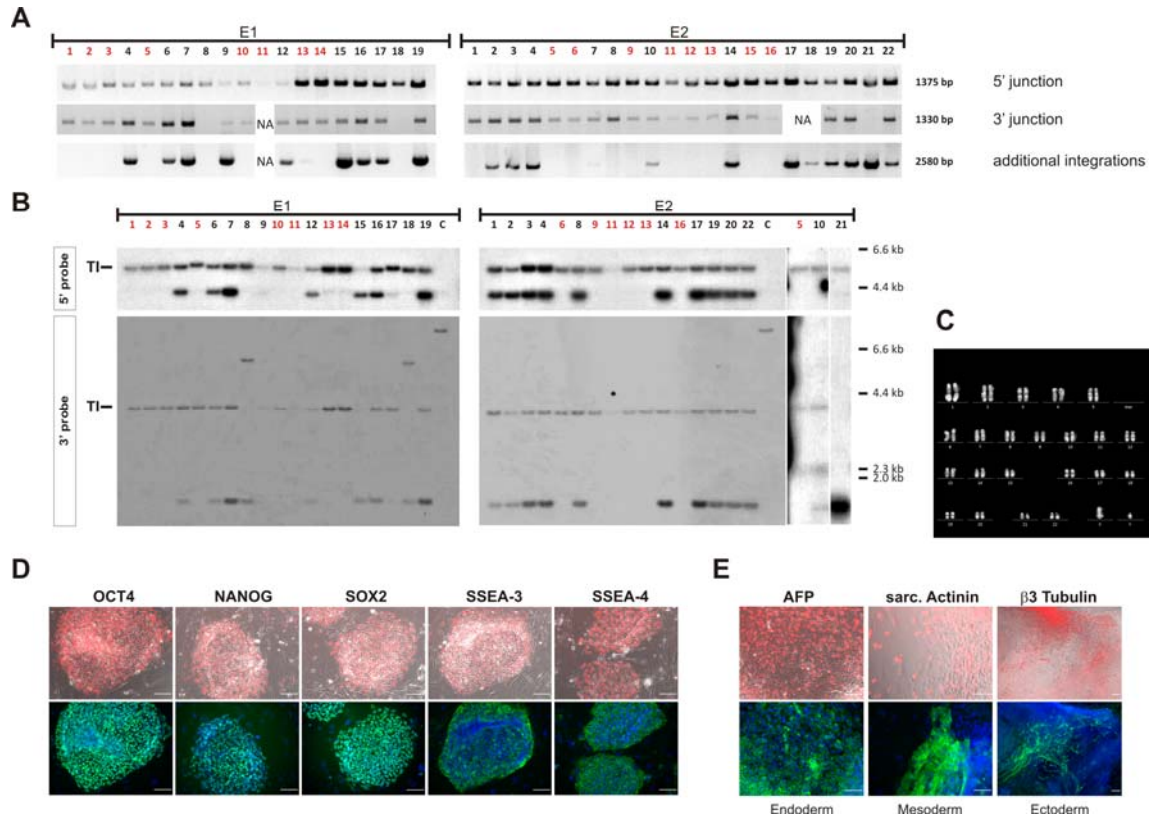 A
E1
E2
1 2 3 4 5 6 7 8 9 10 11 12 13 14 15 16 17 18 19
1 2 3 4 5 6 7 8 9 10 11 12 13 14 15 16 17 18 19 20 21 22
1375 bp 5' junction
NA NA 1330 bp 3' junction
NA 2580 bp additional integrations
B
E1
E2
1 2 3 4 5 6 7 8 9 10 11 12 13 14 15 16 17 18 19 C
1 2 3 4 6 8 9 11 12 13 14 16 17 19 20 22 C 5 10 21
5' probe
TI
6.6 kb
4.4 kb
3' probe
TI
6.6 kb
4.4 kb
2.3 kb
2.0 kb
C
D
OCT4 NANOG SOX2 SSEA-3 SSEA-4
E
AFP sarc. Actinin β3 Tubulin
Endoderm Mesoderm Ectoderm